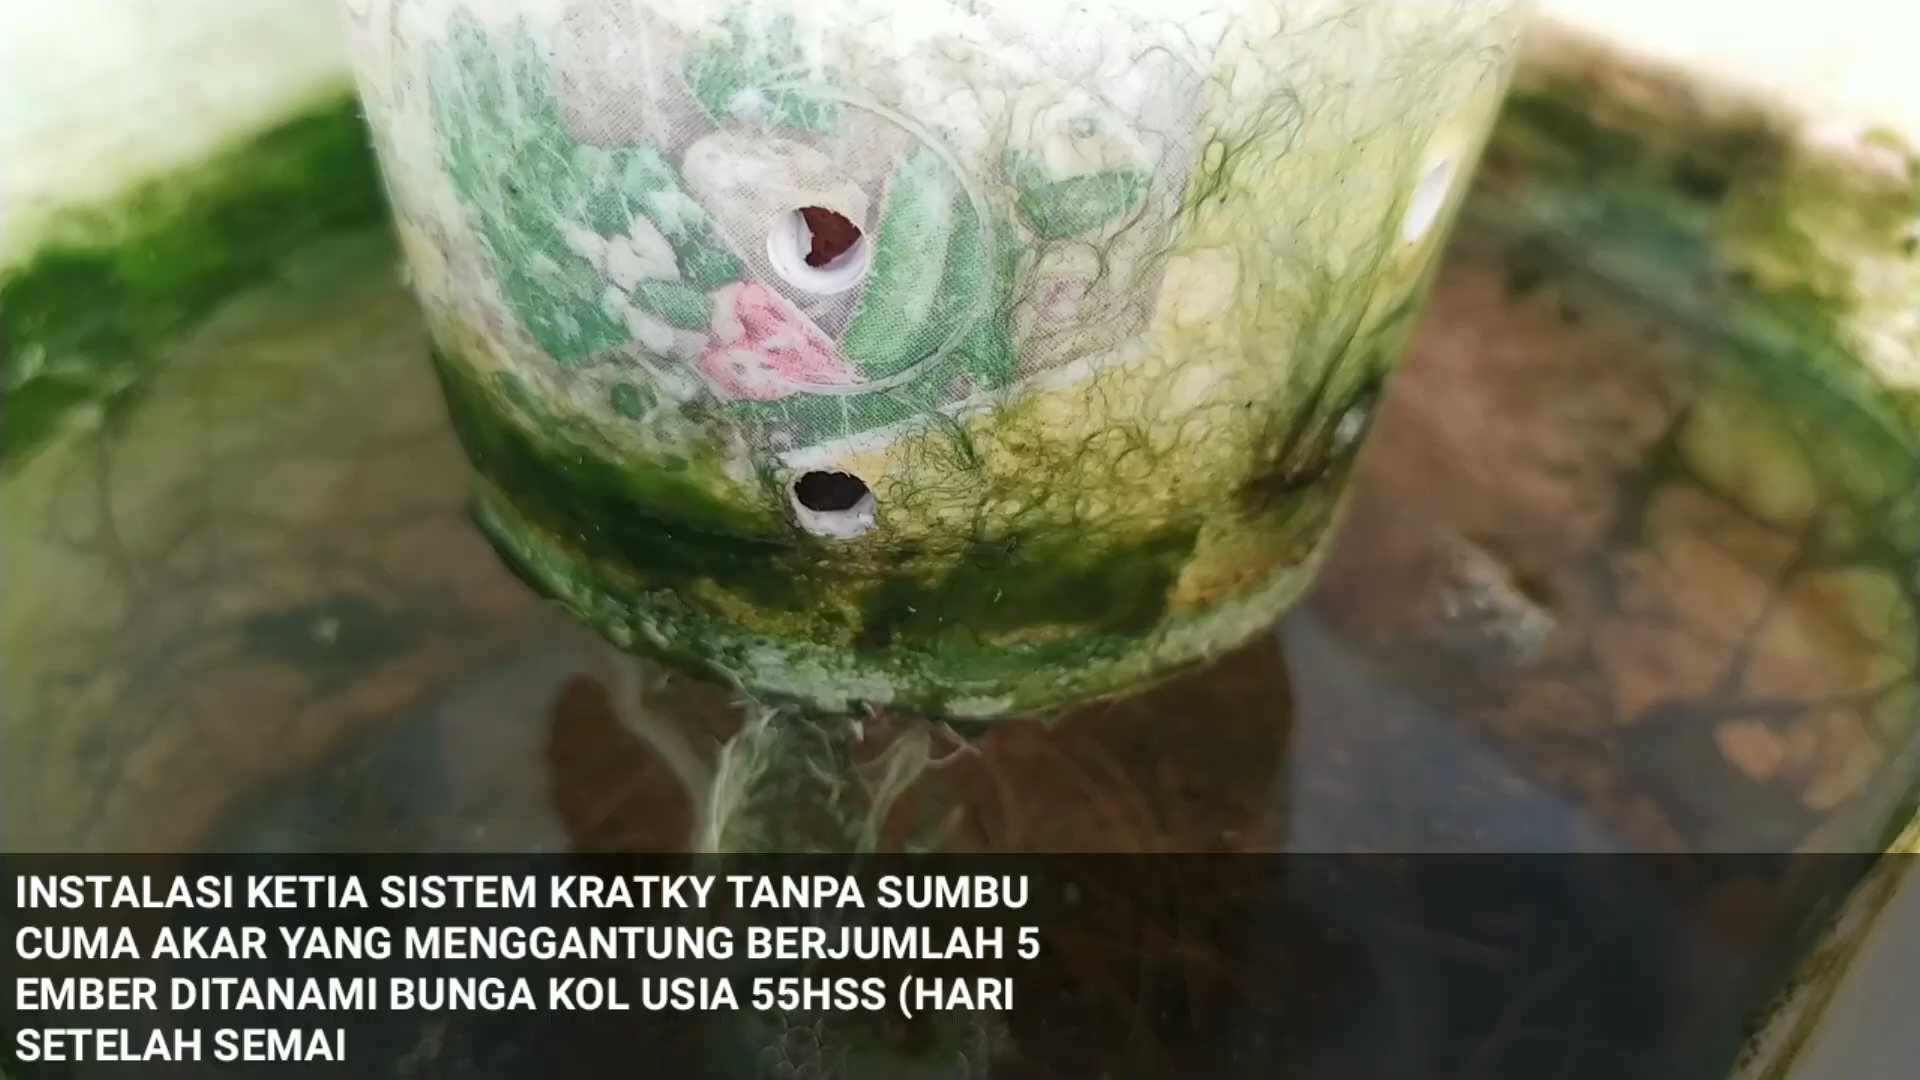 INSTALASI KETIA SISTEM KRATKY TANPA SUMBU
CUMA AKAR YANG MENGGANTUNG BERJUMLAH 5
EMBER DITANAMI BUNGA KOL USIA 55HSS (HARI
SETELAH SEMAI